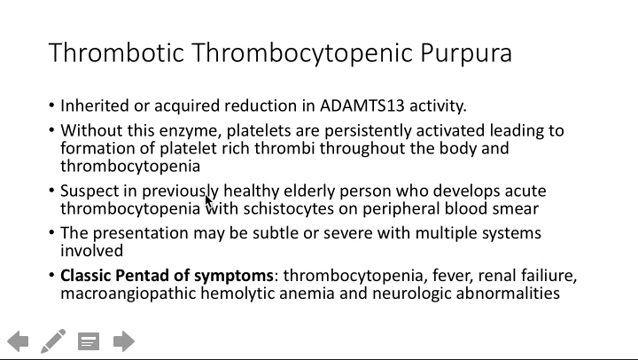 Thrombotic Thrombocytopenic Purpura
• Inherited or acquired reduction in ADAMTS13 activity.
• Without this enzyme, platelets are persistently activated leading to
formation of platelet rich thrombi throughout the body and
thrombocytopenia
• Suspect in previously healthy elderly person who develops acute
thrombocytopenia with schistocytes on peripheral blood smear
• The presentation may be subtle or severe with multiple systems
involved
• Classic Pentad of symptoms: thrombocytopenia, fever, renal failiure,
macroangiopathic hemolytic anemia and neurologic abnormalities